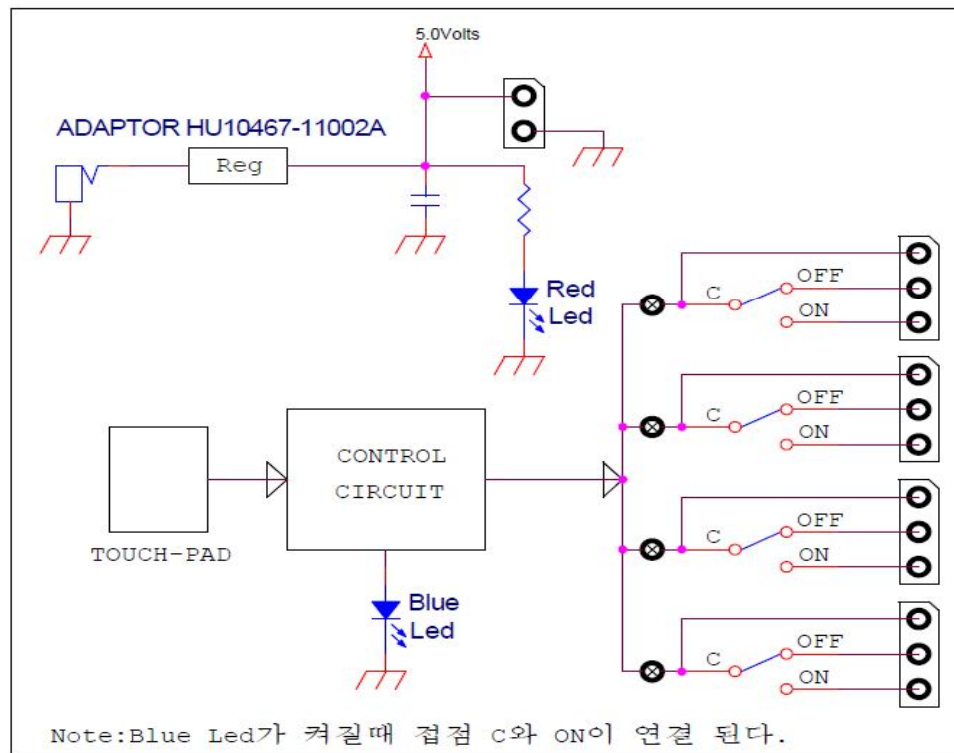 5.0Volts
ADAPTOR HU10467-11002A
Reg
Red
Led
C
OFF
ON
C
OFF
ON
CONTROL
CIRCUIT
TOUCH-PAD
C
OFF
ON
Blue
Led
C
OFF
ON
Note:Blue Led가 켜질때 접점 C와 ON이 연결 된다.